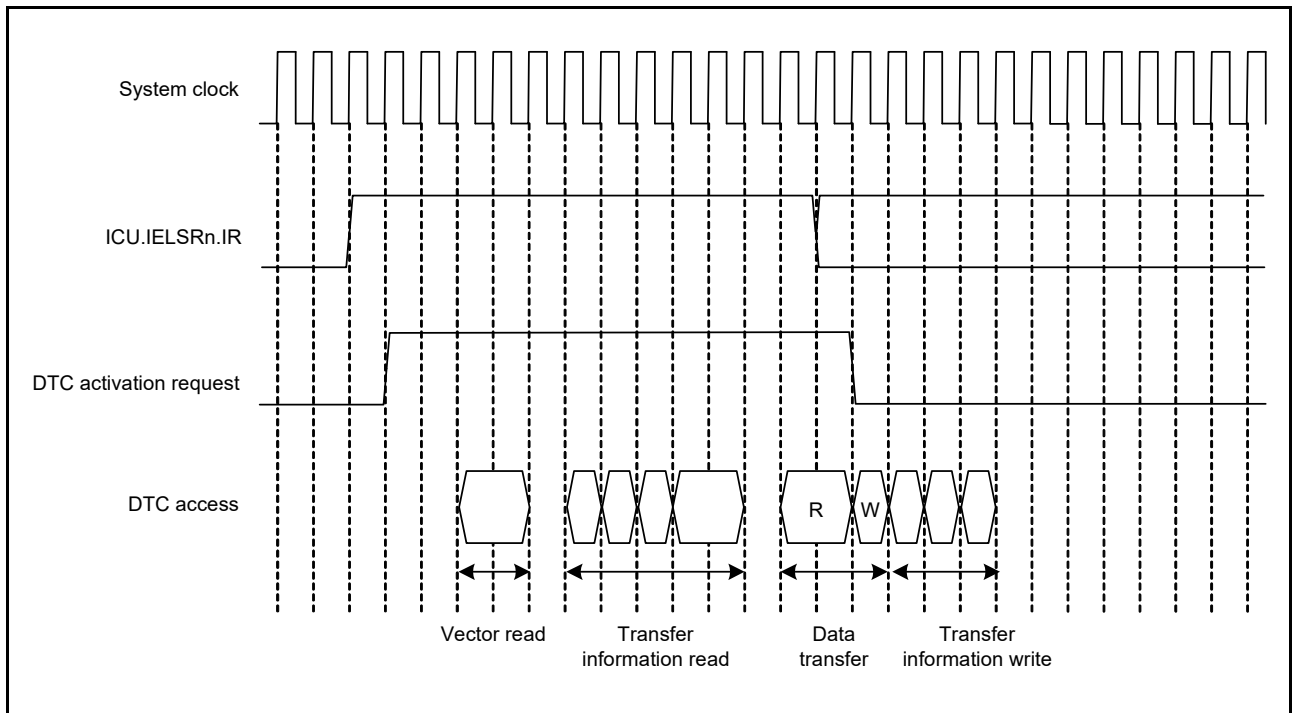 System clock
ICU.IELSRn.IR
DTC activation request
DTC access
R
W
Vector read
Transfer
information read
Data
transfer
Transfer
information write